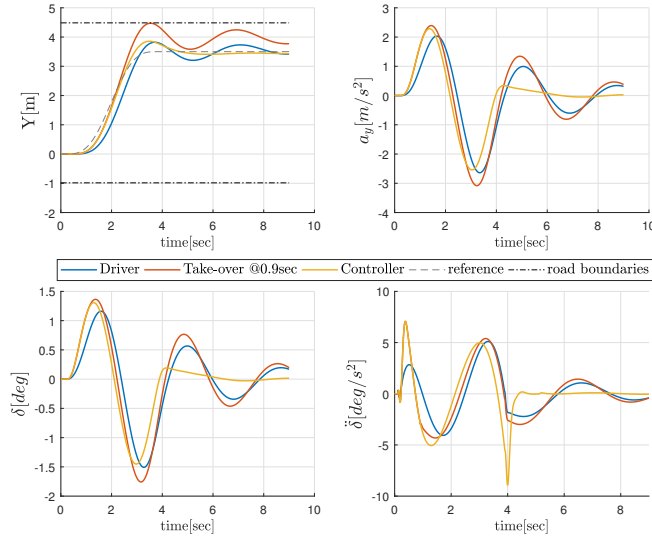 5
4
3
2
1
0
-1
-2
Y[m]
0 2 4 6 8 10
time[sec]
3
2
1
0
-1
-2
-3
-4
a_y[m/s^2]
0 2 4 6 8 10
time[sec]
Driver Take-over @0.9sec Controller reference road boundaries
1.5
1
0.5
0
-0.5
-1
-1.5
-2
δ[deg]
0 2 4 6 8 10
time[sec]
10
5
0
-5
-10
δ̈[deg/s^2]
0 2 4 6 8
time[sec]